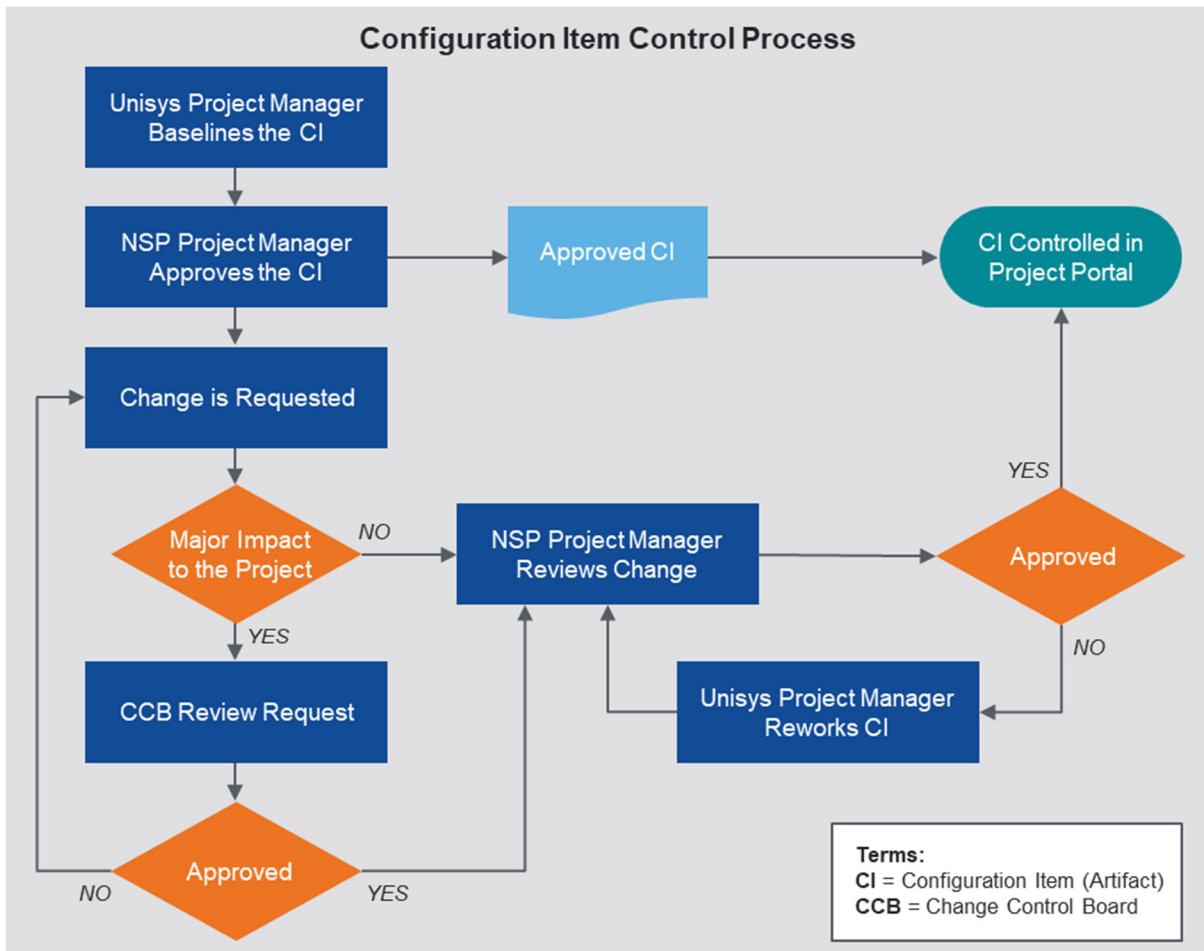 Configuration Item Control Process
Unisys Project Manager
Baselines the CI
NSP Project Manager
Approves the CI
Approved CI
CI Controlled in
Project Portal
Change is Requested
YES
Major Impact
to the Project
NO
NSP Project Manager
Reviews Change
Approved
YES
NO
CCB Review Request
Unisys Project Manager
Reworks CI
Approved
NO
YES
Terms:
CI = Configuration Item (Artifact)
CCB = Change Control Board